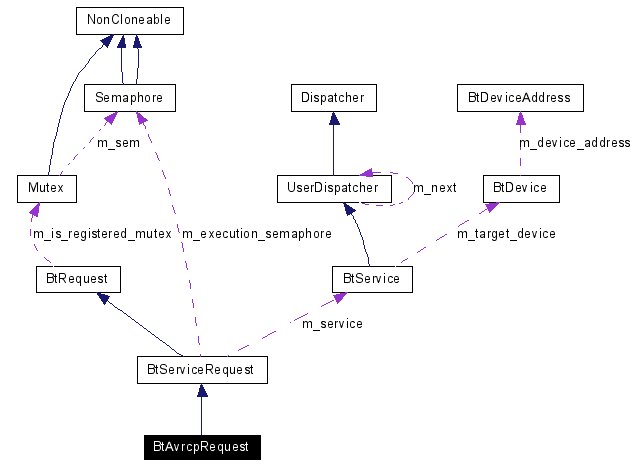 NonCloneable
Semaphore
Dispatcher
BtDeviceAddress
m_sem
m_device_address
Mutex
UserDispatcher
m_next
BtDevice
m_is_registered_mutex
m_execution_semaphore
m_target_device
BtRequest
BtService
m_service
BtServiceRequest
BtAvrcpRequest